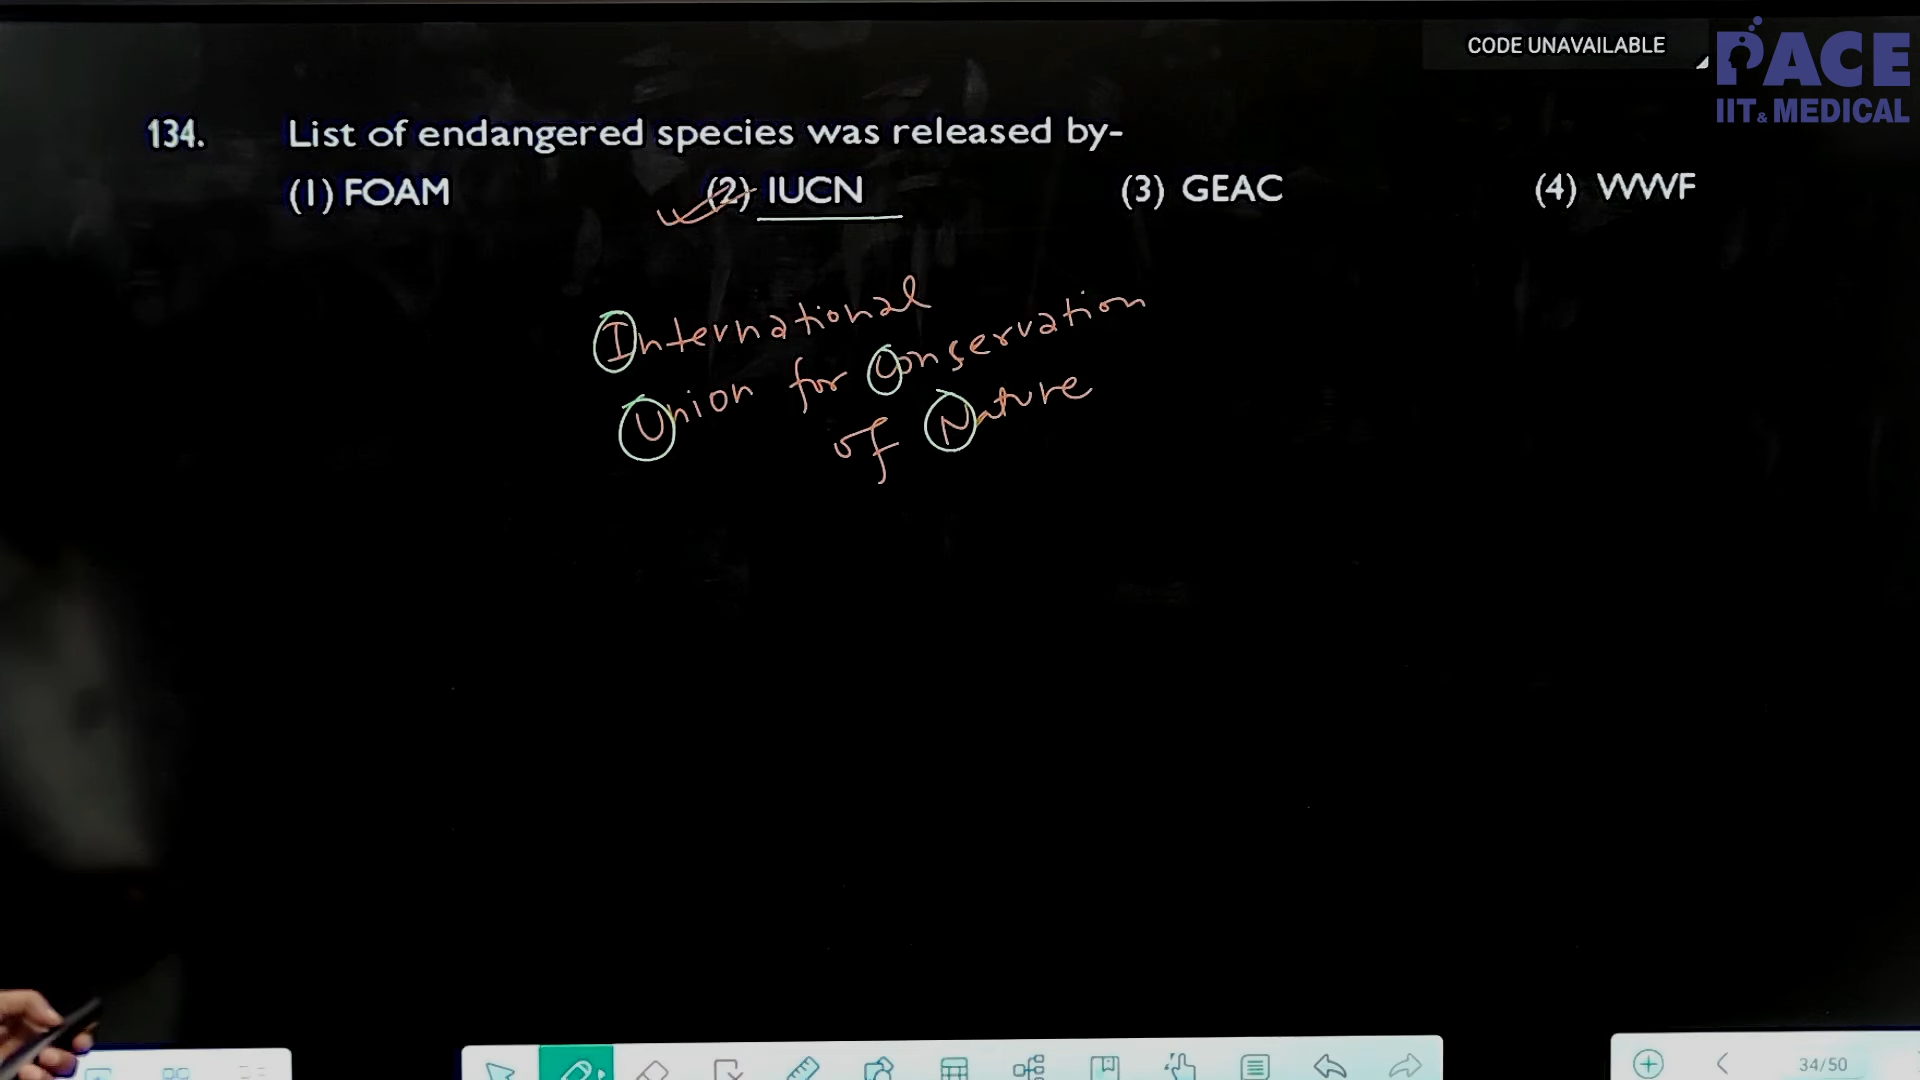 CODE UNAVAILABLE
PACE
IIT & MEDICAL
134. List of endangered species was released by-
(1) FOAM (2) IUCN (3) GEAC (4) WWF
International
Union for Conservation
of Nature
34/50